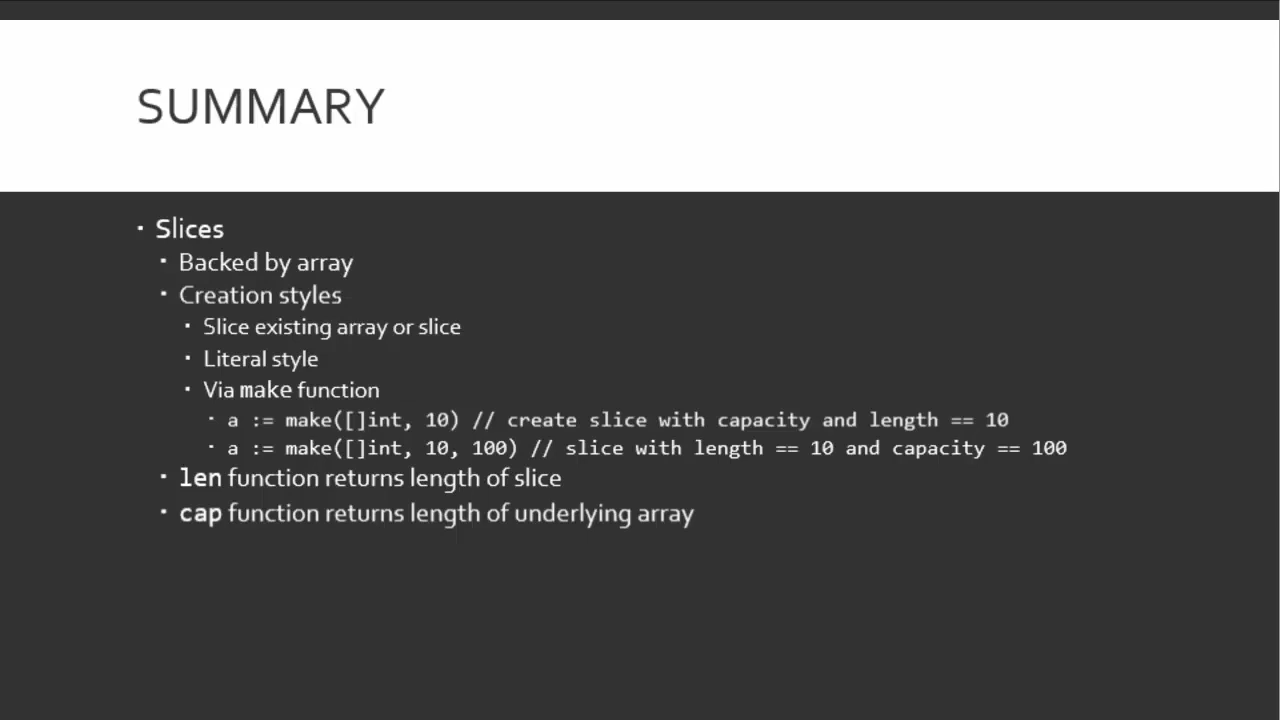 SUMMARY
▪ Slices
▪ Backed by array
▪ Creation styles
▪ Slice existing array or slice
▪ Literal style
▪ Via make function
▪ a := make([]int, 10) // create slice with capacity and length == 10
▪ a := make([]int, 10, 100) // slice with length == 10 and capacity == 100
▪ len function returns length of slice
▪ cap function returns length of underlying array